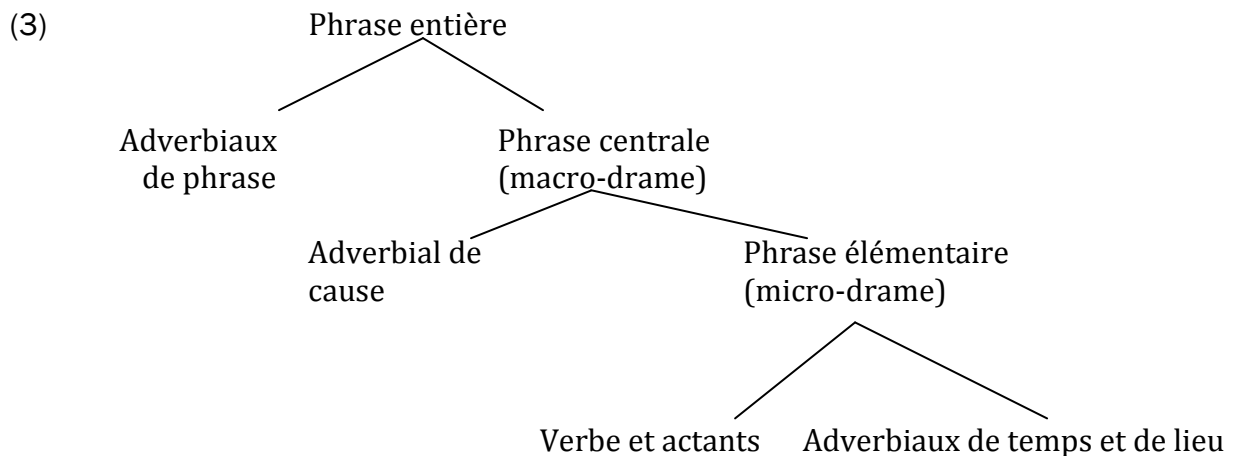 (3) Phrase entière
Adverbiaux
de phrase
Phrase centrale
(macro-drame)
Adverbial de
cause
Phrase élémentaire
(micro-drame)
Verbe et actants
Adverbiaux de temps et de lieu